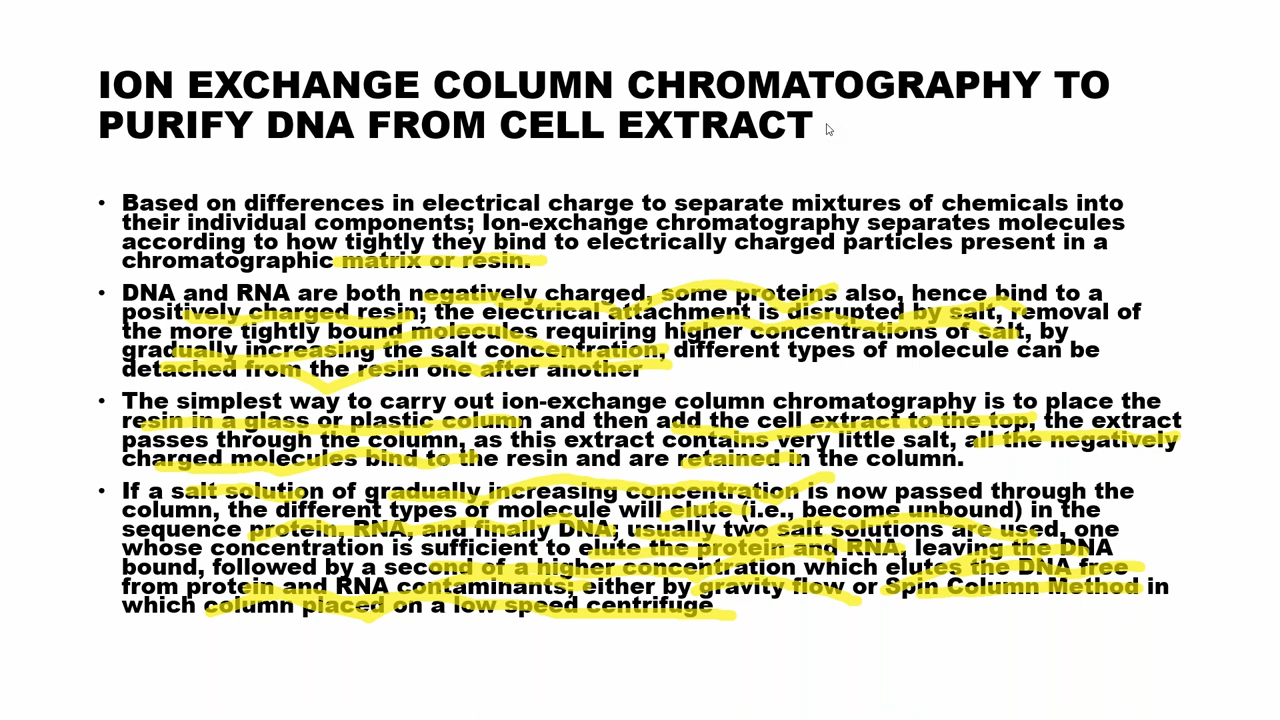 ION EXCHANGE COLUMN CHROMATOGRAPHY TO
PURIFY DNA FROM CELL EXTRACT
• Based on differences in electrical charge to separate mixtures of chemicals into
their individual components; Ion-exchange chromatography separates molecules
according to how tightly they bind to electrically charged particles present in a
chromatographic matrix or resin.
• DNA and RNA are both negatively charged, some proteins also, hence bind to a
positively charged resin; the electrical attachment is disrupted by salt, removal of
the more tightly bound molecules requiring higher concentrations of salt, by
gradually increasing the salt concentration, different types of molecule can be
detached from the resin one after another
• The simplest way to carry out ion-exchange column chromatography is to place the
resin in a glass or plastic column and then add the cell extract to the top, the extract
passes through the column, as this extract contains very little salt, all the negatively
charged molecules bind to the resin and are retained in the column.
• If a salt solution of gradually increasing concentration is now passed through the
column, the different types of molecule will elute (i.e., become unbound) in the
sequence protein, RNA, and finally DNA; usually two salt solutions are used, one
whose concentration is sufficient to elute the protein and RNA, leaving the DNA
bound, followed by a second of a higher concentration which elutes the DNA free
from protein and RNA contaminants; either by gravity flow or Spin Column Method in
which column placed on a low speed centrifuge